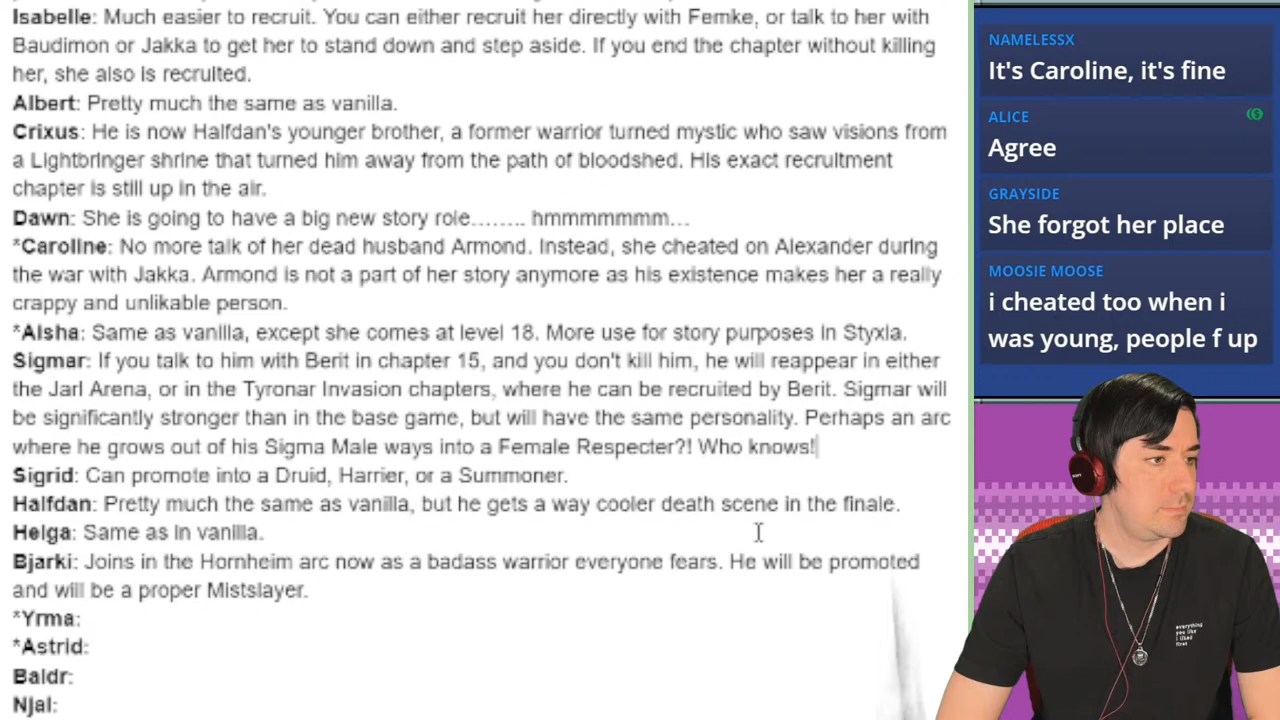 Isabelle: Much easier to recruit. You can either recruit her directly with Femke, or talk to her with
Baudimon or Jakka to get her to stand down and step aside. If you end the chapter without killing
her, she also is recruited.
Albert: Pretty much the same as vanilla.
Crixus: He is now Halfdan's younger brother, a former warrior turned mystic who saw visions from
a Lightbringer shrine that turned him away from the path of bloodshed. His exact recruitment
chapter is still up in the air.
Dawn: She is going to have a big new story role........ hmmmmmmm...
*Caroline: No more talk of her dead husband Armond. Instead, she cheated on Alexander during
the war with Jakka. Armond is not a part of her story anymore as his existence makes her a really
crappy and unlikable person.
*Aisha: Same as vanilla, except she comes at level 18. More use for story purposes in Styxia.
Sigmar: If you talk to him with Berit in chapter 15, and you don't kill him, he will reappear in either
the Jarl Arena, or in the Tyronar Invasion chapters, where he can be recruited by Berit. Sigmar will
be significantly stronger than in the base game, but will have the same personality. Perhaps an arc
where he grows out of his Sigma Male ways into a Female Respecter?! Who knows!
Sigrid: Can promote into a Druid, Harrier, or a Summoner.
Halfdan: Pretty much the same as vanilla, but he gets a way cooler death scene in the finale.
Helga: Same as in vanilla.
Bjarki: Joins in the Hornheim arc now as a badass warrior everyone fears. He will be promoted
and will be a proper Mistslayer.
*Yrma:
*Astrid:
Baldr:
Njal:
NAMELESSX
It's Caroline, it's fine
ALICE
Agree
GRAYSIDE
She forgot her place
MOOSIE MOOSE
i cheated too when i
was young, people f up
everything
you like
i liked
first